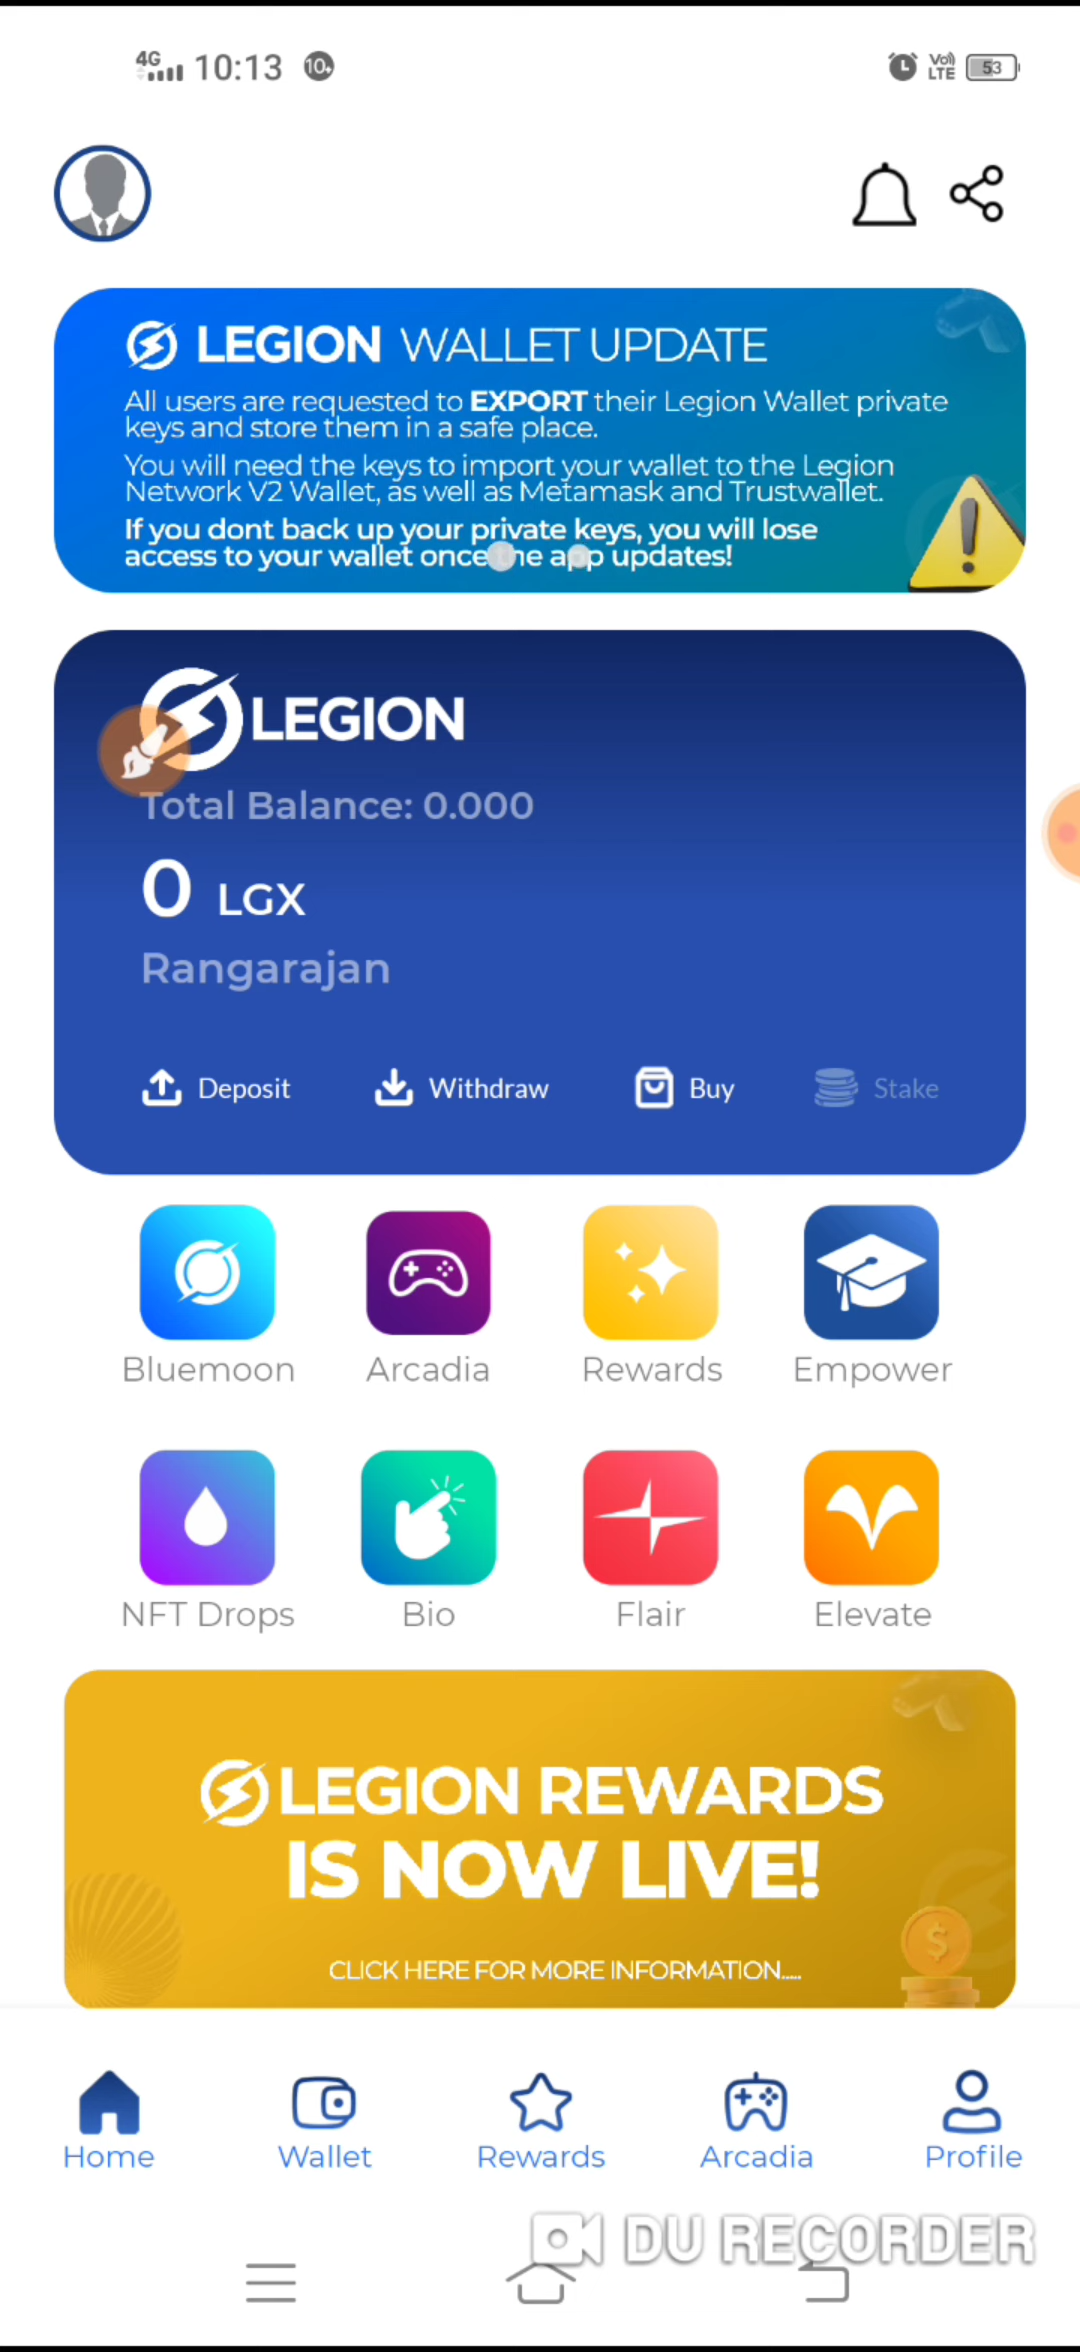 4G 10:13 10+ Vo)) LTE 53
LEGION WALLET UPDATE
All users are requested to EXPORT their Legion Wallet private
keys and store them in a safe place.
You will need the keys to import your wallet to the Legion
Network V2 Wallet, as well as Metamask and Trustwallet.
If you dont back up your private keys, you will lose
access to your wallet once the app updates!
LEGION
Total Balance: 0.000
0 LGX
Rangarajan
Deposit Withdraw Buy Stake
Bluemoon Arcadia Rewards Empower
NFT Drops Bio Flair Elevate
LEGION REWARDS
IS NOW LIVE!
CLICK HERE FOR MORE INFORMATION.....
Home Wallet Rewards Arcadia Profile
DU RECORDER